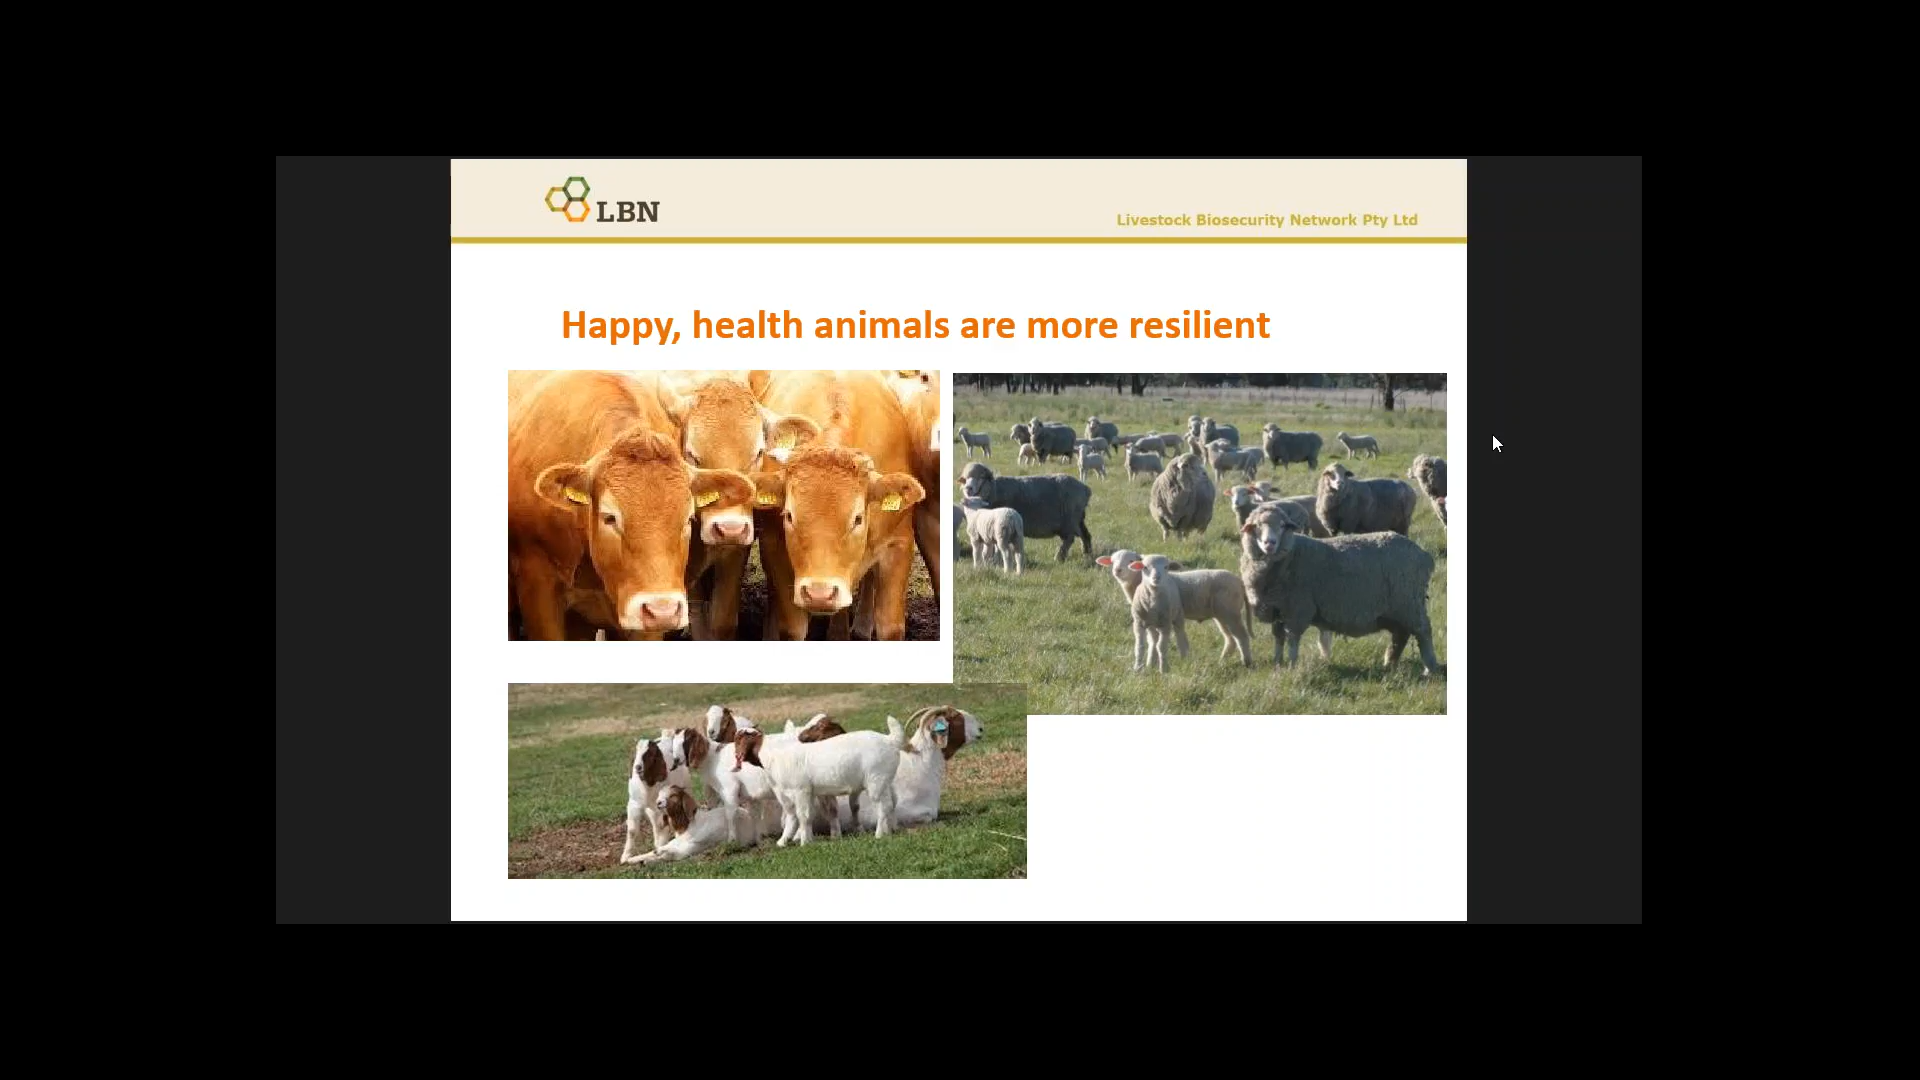 LBN
Livestock Biosecurity Network Pty Ltd
Happy, health animals are more resilient